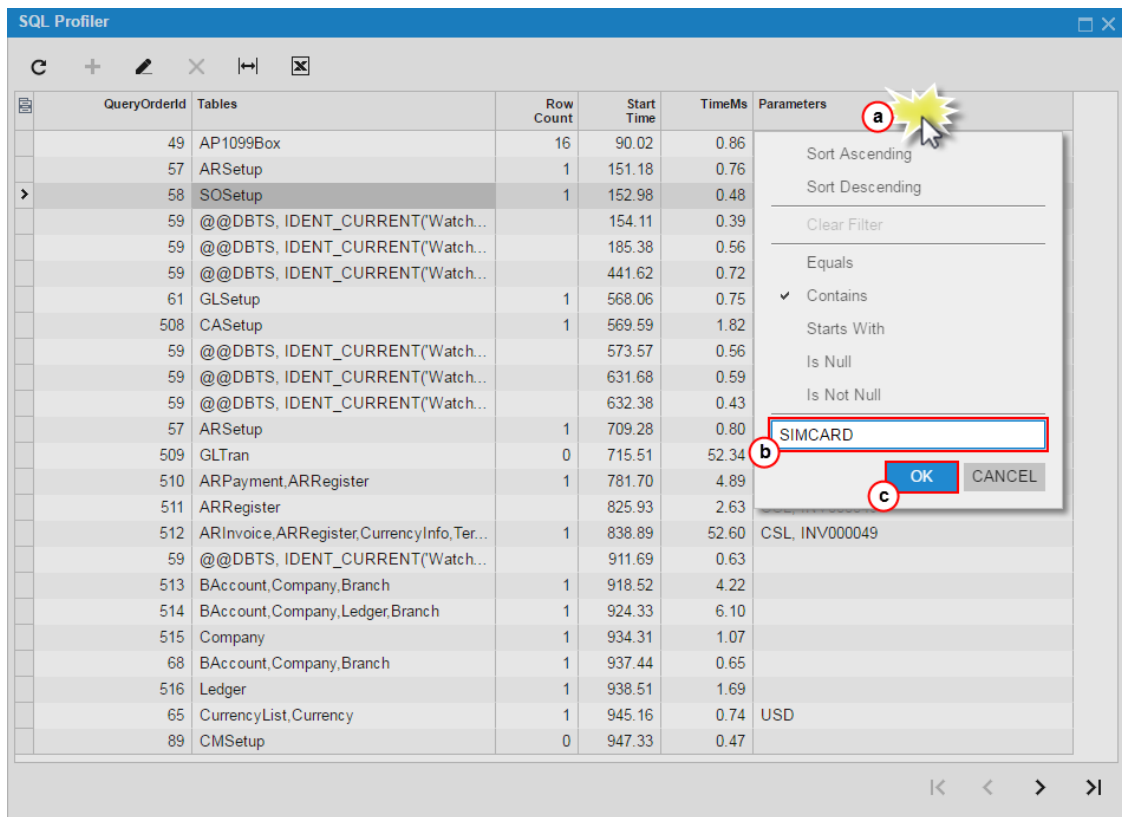 SQL Profiler
QueryOrderId Tables Row Count Start Time TimeMs Parameters
a
49 AP1099Box 16 90.02 0.86
Sort Ascending
57 ARSetup 1 151.18 0.76
Sort Descending
58 SOSetup 1 152.98 0.48
59 @@DBTS, IDENT_CURRENT('Watch... 154.11 0.39
Clear Filter
59 @@DBTS, IDENT_CURRENT('Watch... 185.38 0.56
Equals
59 @@DBTS, IDENT_CURRENT('Watch... 441.62 0.72
61 GLSetup 1 568.06 0.75
Contains
508 CASetup 1 569.59 1.82
Starts With
59 @@DBTS, IDENT_CURRENT('Watch... 573.57 0.56
Is Null
59 @@DBTS, IDENT_CURRENT('Watch... 631.68 0.59
Is Not Null
59 @@DBTS, IDENT_CURRENT('Watch... 632.38 0.43
57 ARSetup 1 709.28 0.80
SIMCARD
b
509 GLTran 0 715.51 52.34
510 ARPayment,ARRegister 1 781.70 4.89
OK CANCEL
c
511 ARRegister 825.93 2.63
512 ARInvoice,ARRegister,CurrencyInfo,Ter... 1 838.89 52.60 CSL, INV000049
59 @@DBTS, IDENT_CURRENT('Watch... 911.69 0.63
513 BAccount,Company,Branch 1 918.52 4.22
514 BAccount,Company,Ledger,Branch 1 924.33 6.10
515 Company 1 934.31 1.07
68 BAccount,Company,Branch 1 937.44 0.65
516 Ledger 1 938.51 1.69
65 CurrencyList,Currency 1 945.16 0.74 USD
89 CMSetup 0 947.33 0.47